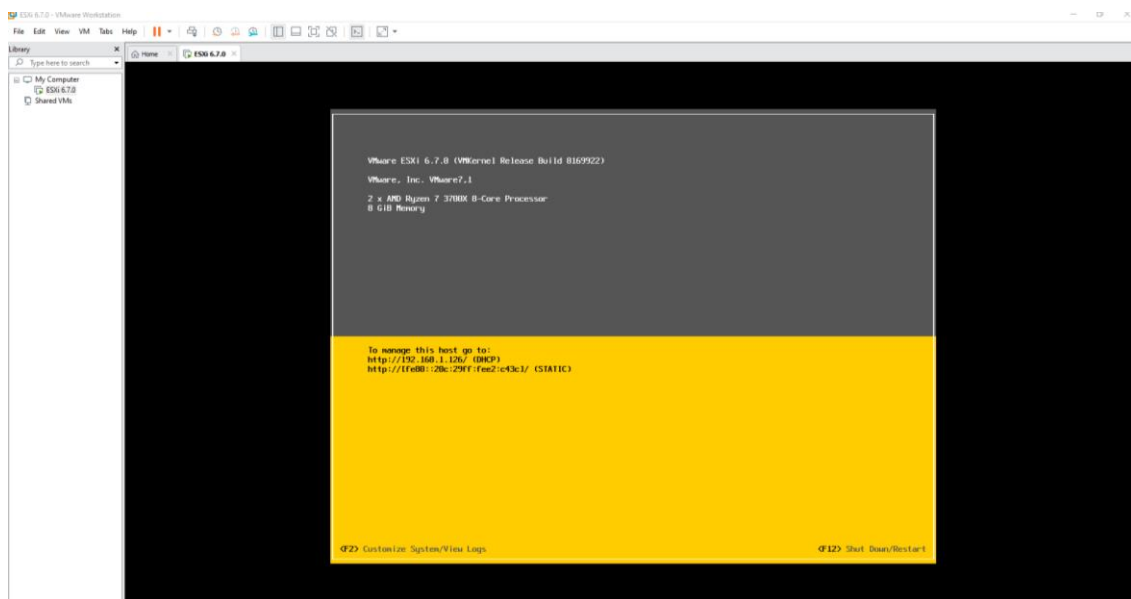 ESXi 6.7.0 - VMware Workstation
File Edit View VM Tabs Help
Library
Type here to search
My Computer
ESXi 6.7.0
Shared VMs
Home
ESXi 6.7.0
VMware ESXi 6.7.0 (VMKernel Release Build 8169922)
VMware, Inc. VMware7,1
2 x AMD Ryzen 7 3700X 8-Core Processor
8 GiB Memory
To manage this host go to:
http://192.168.1.126/ (DHCP)
http://[fe80::20c:29ff:fee2:c43c]/ (STATIC)
<F2> Customize System/View Logs
<F12> Shut Down/Restart